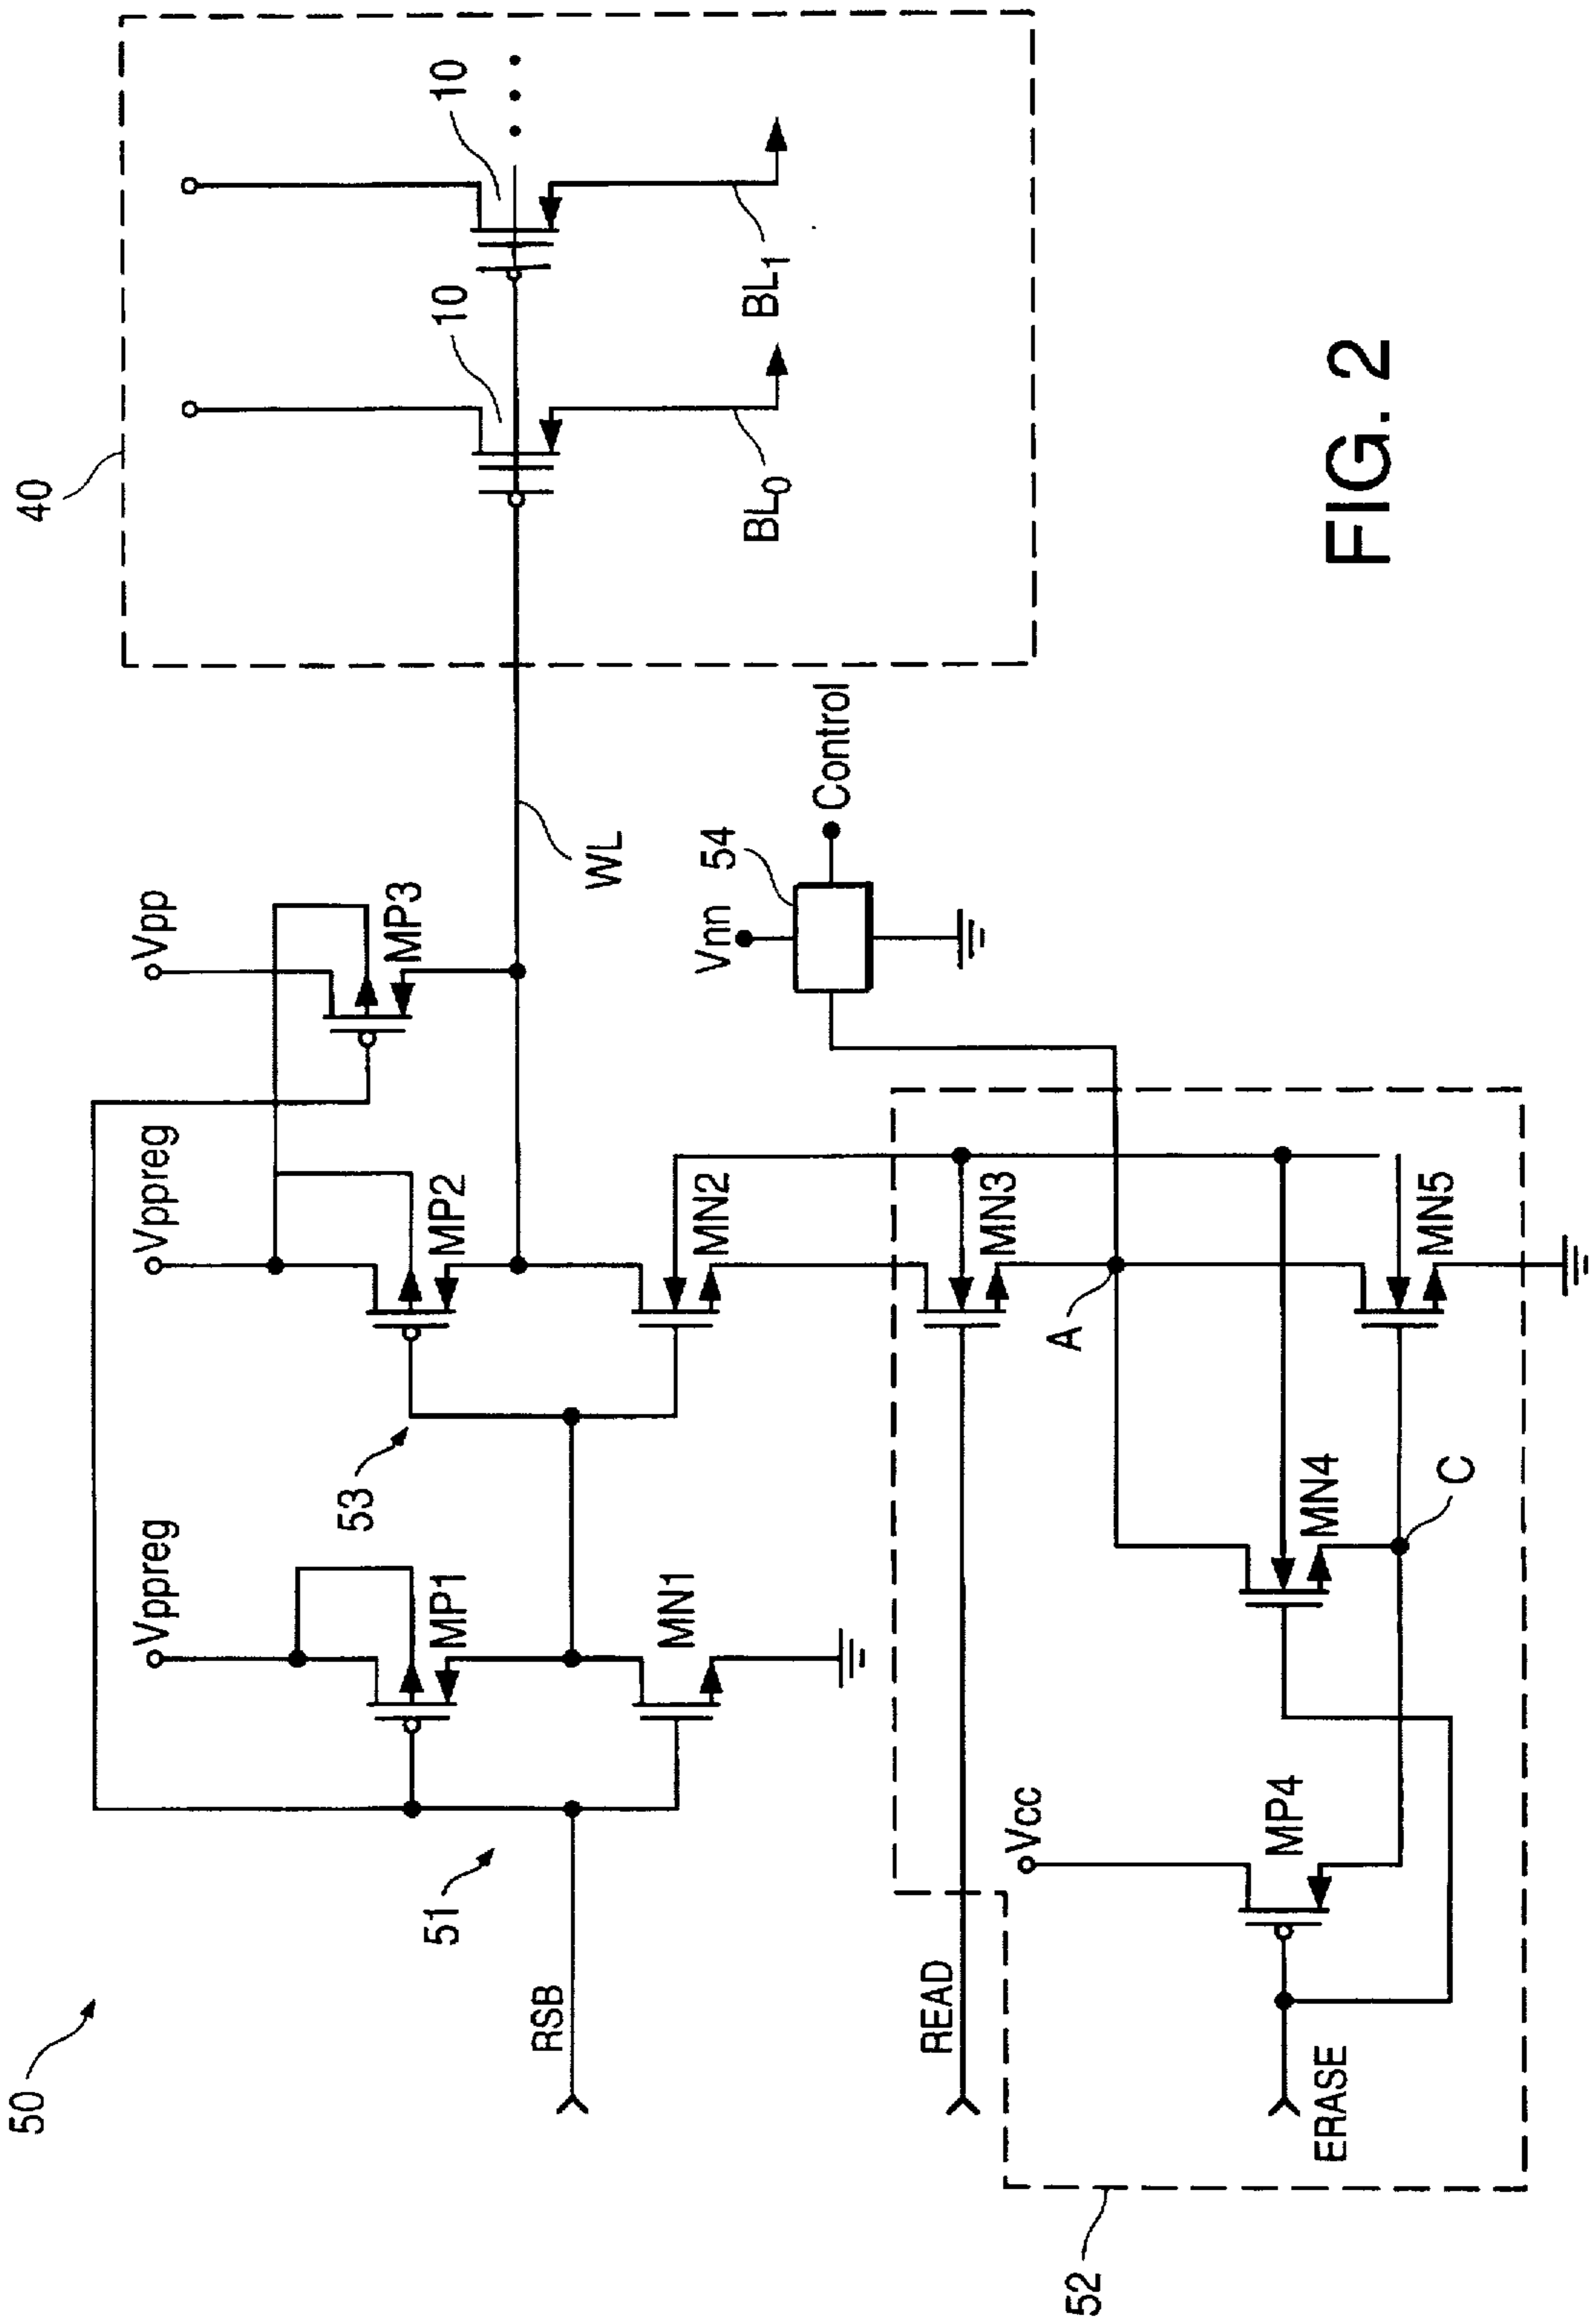 50
40
Vppreg
Vppreg
Vpp
MP1
MP2
MP3
10
10
51
53
MN1
MN2
WL
RSB
BL0
BL1
Vnn
54
Control
READ
MN3
A
Vcc
MP4
MN4
MN5
C
ERASE
52
FIG. 2